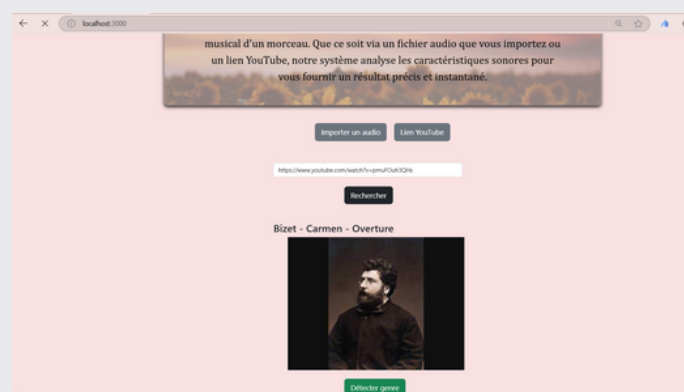 localhost:3000
musical d'un morceau. Que ce soit via un fichier audio que vous importez ou
un lien YouTube, notre système analyse les caractéristiques sonores pour
vous fournir un résultat précis et instantané.
Importer un audio
Lien YouTube
Rechercher
Bizet - Carmen - Overture
Détecter genre